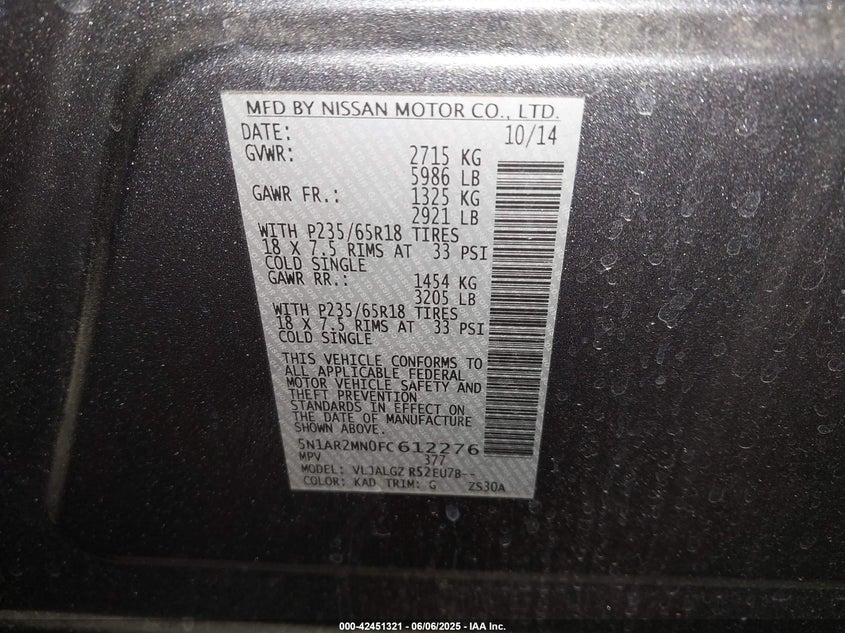 MFD BY NISSAN MOTOR CO., LTD.
DATE: 10/14
GVWR: 2715 KG
5986 LB
GAWR FR.: 1325 KG
2921 LB
WITH P235/65R18 TIRES
18 X 7.5 RIMS AT 33 PSI
COLD SINGLE
GAWR RR.: 1454 KG
3205 LB
WITH P235/65R18 TIRES
18 X 7.5 RIMS AT 33 PSI
COLD SINGLE
THIS VEHICLE CONFORMS TO
ALL APPLICABLE FEDERAL
MOTOR VEHICLE SAFETY AND
THEFT PREVENTION
STANDARDS IN EFFECT ON
THE DATE OF MANUFACTURE
SHOWN ABOVE.
5N1AR2MN0FC612276
MPV 377
MODEL: VLJALGZ R52EU7B--
COLOR: KAD TRIM: G ZS30A
000-42451321 - 06/06/2025 - IAA Inc.